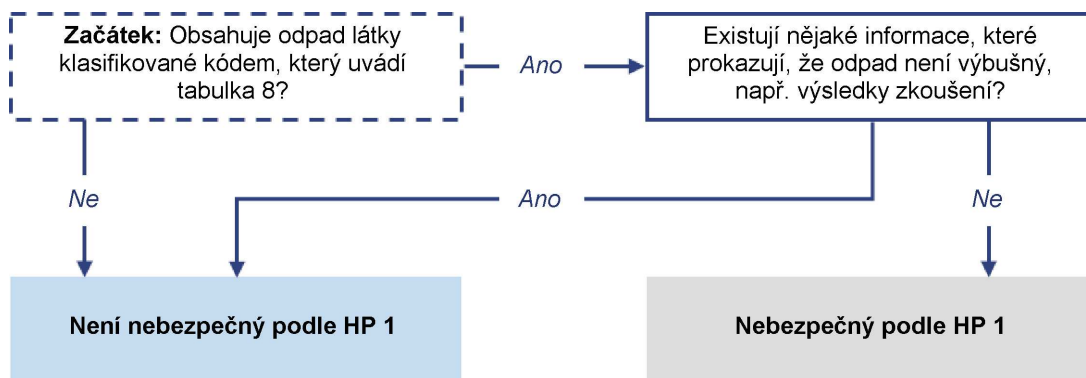 Začátek: Obsahuje odpad látky
klasifikované kódem, který uvádí
tabulka 8?
Ano
Existují nějaké informace, které
prokazují, že odpad není výbušný,
např. výsledky zkoušení?
Ne
Ano
Ne
Není nebezpečný podle HP 1
Nebezpečný podle HP 1